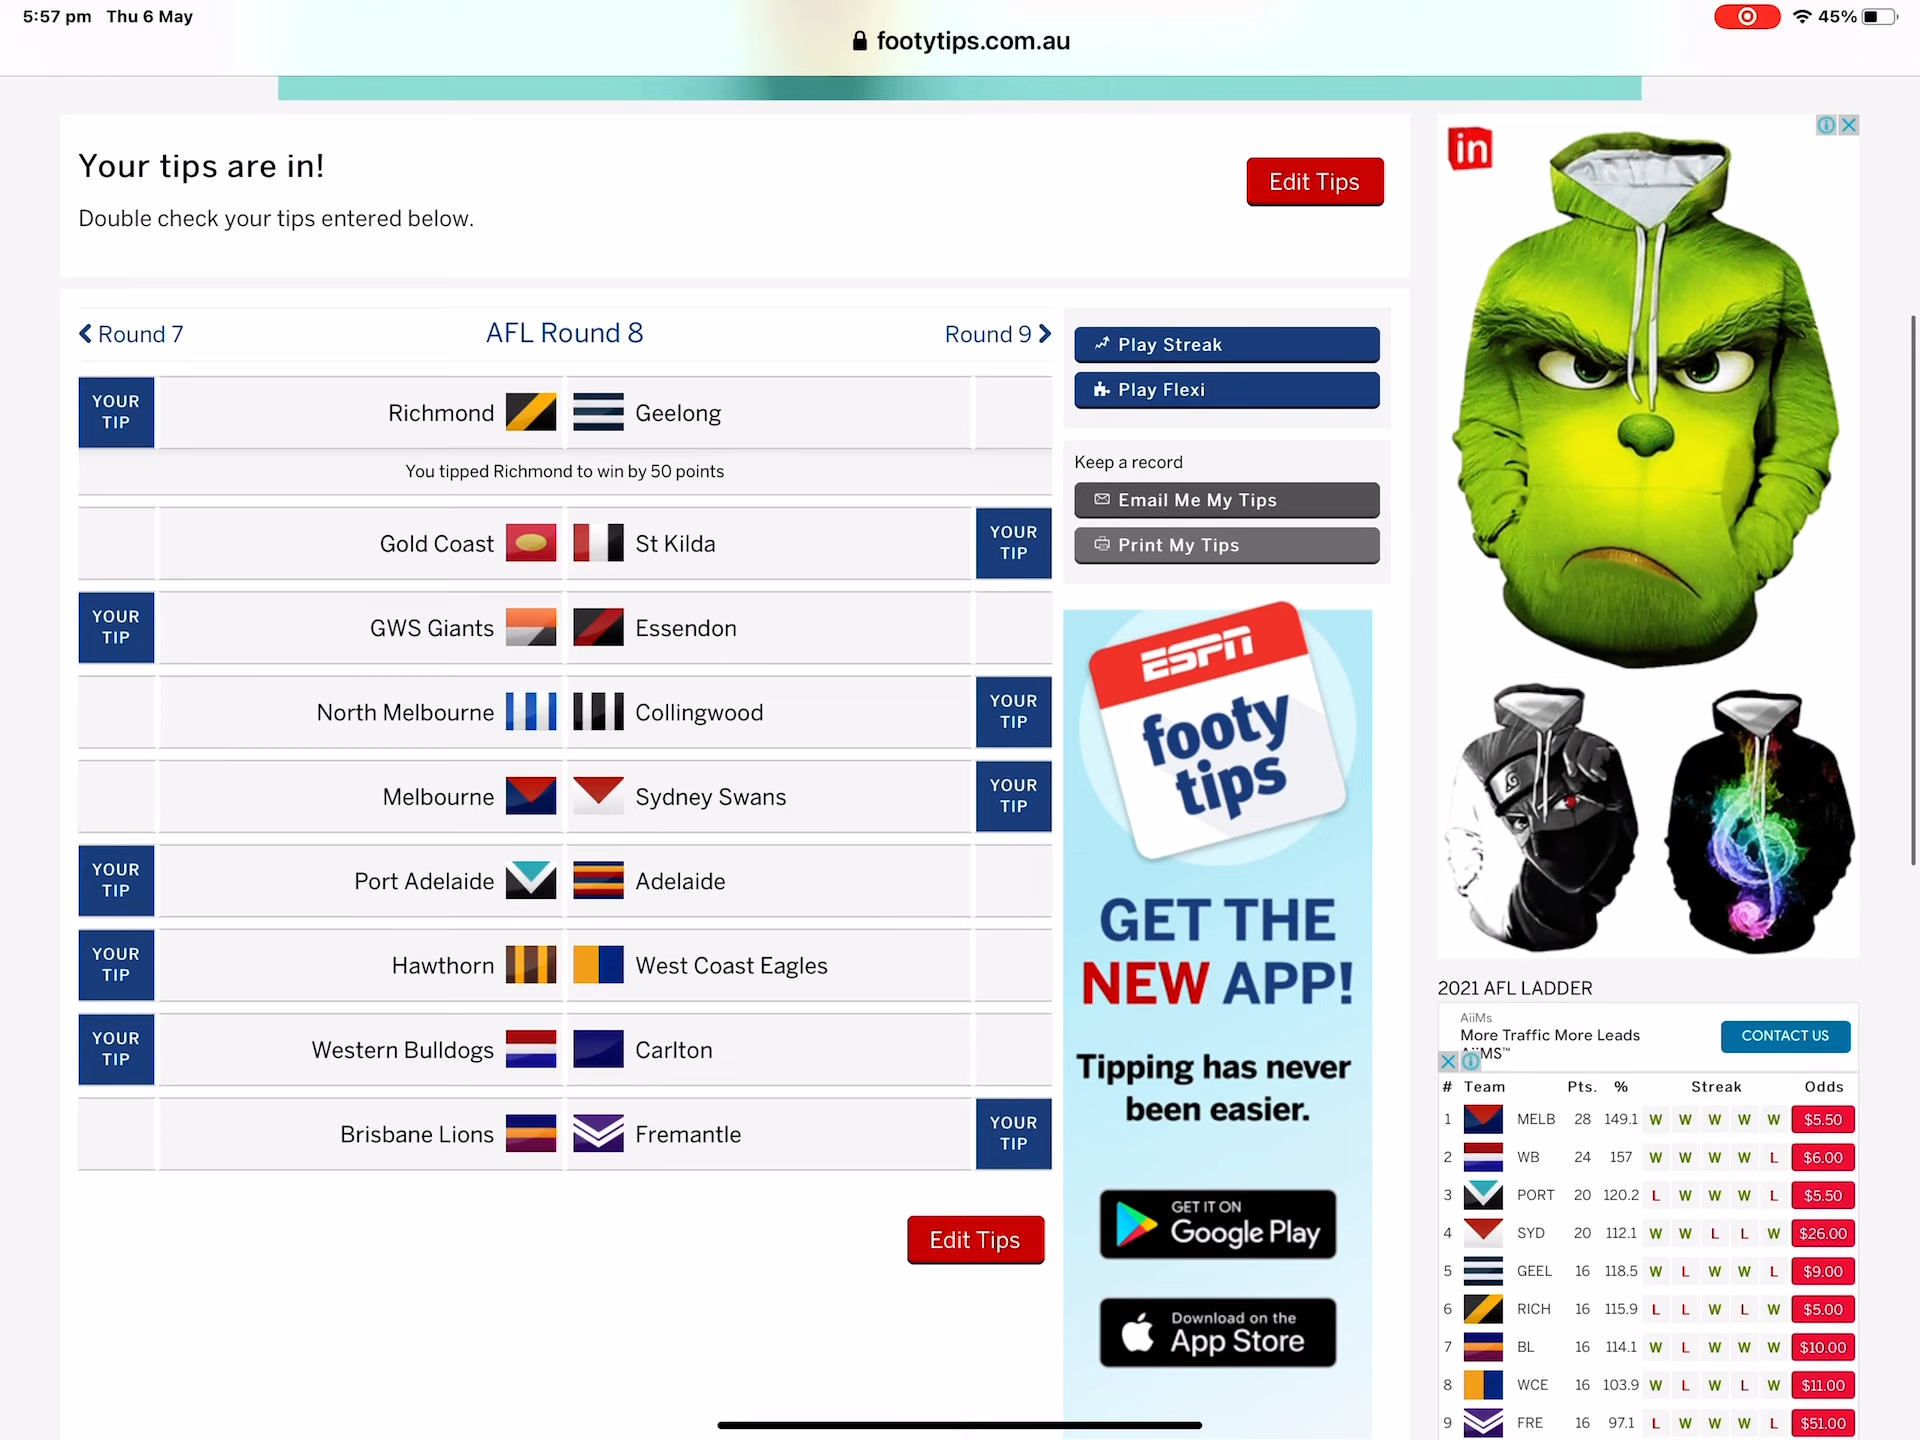 5:57 pm Thu 6 May
45%
footytips.com.au
Your tips are in!
Edit Tips
Double check your tips entered below.
Round 7
AFL Round 8
Round 9
YOUR TIP
Richmond
Geelong
You tipped Richmond to win by 50 points
Gold Coast
St Kilda
YOUR TIP
YOUR TIP
GWS Giants
Essendon
North Melbourne
Collingwood
YOUR TIP
Melbourne
Sydney Swans
YOUR TIP
YOUR TIP
Port Adelaide
Adelaide
YOUR TIP
Hawthorn
West Coast Eagles
YOUR TIP
Western Bulldogs
Carlton
Brisbane Lions
Fremantle
YOUR TIP
Edit Tips
Play Streak
Play Flexi
Keep a record
Email Me My Tips
Print My Tips
ESPN
footy
tips
GET THE
NEW APP!
Tipping has never
been easier.
GET IT ON
Google Play
Download on the
App Store
in
2021 AFL LADDER
AiiMs
More Traffic More Leads
AiiMS™
CONTACT US
# Team Pts. % Streak Odds
1 MELB 28 149.1 W W W W W $5.50
2 WB 24 157 W W W W L $6.00
3 PORT 20 120.2 L W W W L $5.50
4 SYD 20 112.1 W W L L W $26.00
5 GEEL 16 118.5 W L W W L $9.00
6 RICH 16 115.9 L L W L W $5.00
7 BL 16 114.1 W L W W W $10.00
8 WCE 16 103.9 W L W L W $11.00
9 FRE 16 97.1 L W W W L $51.00